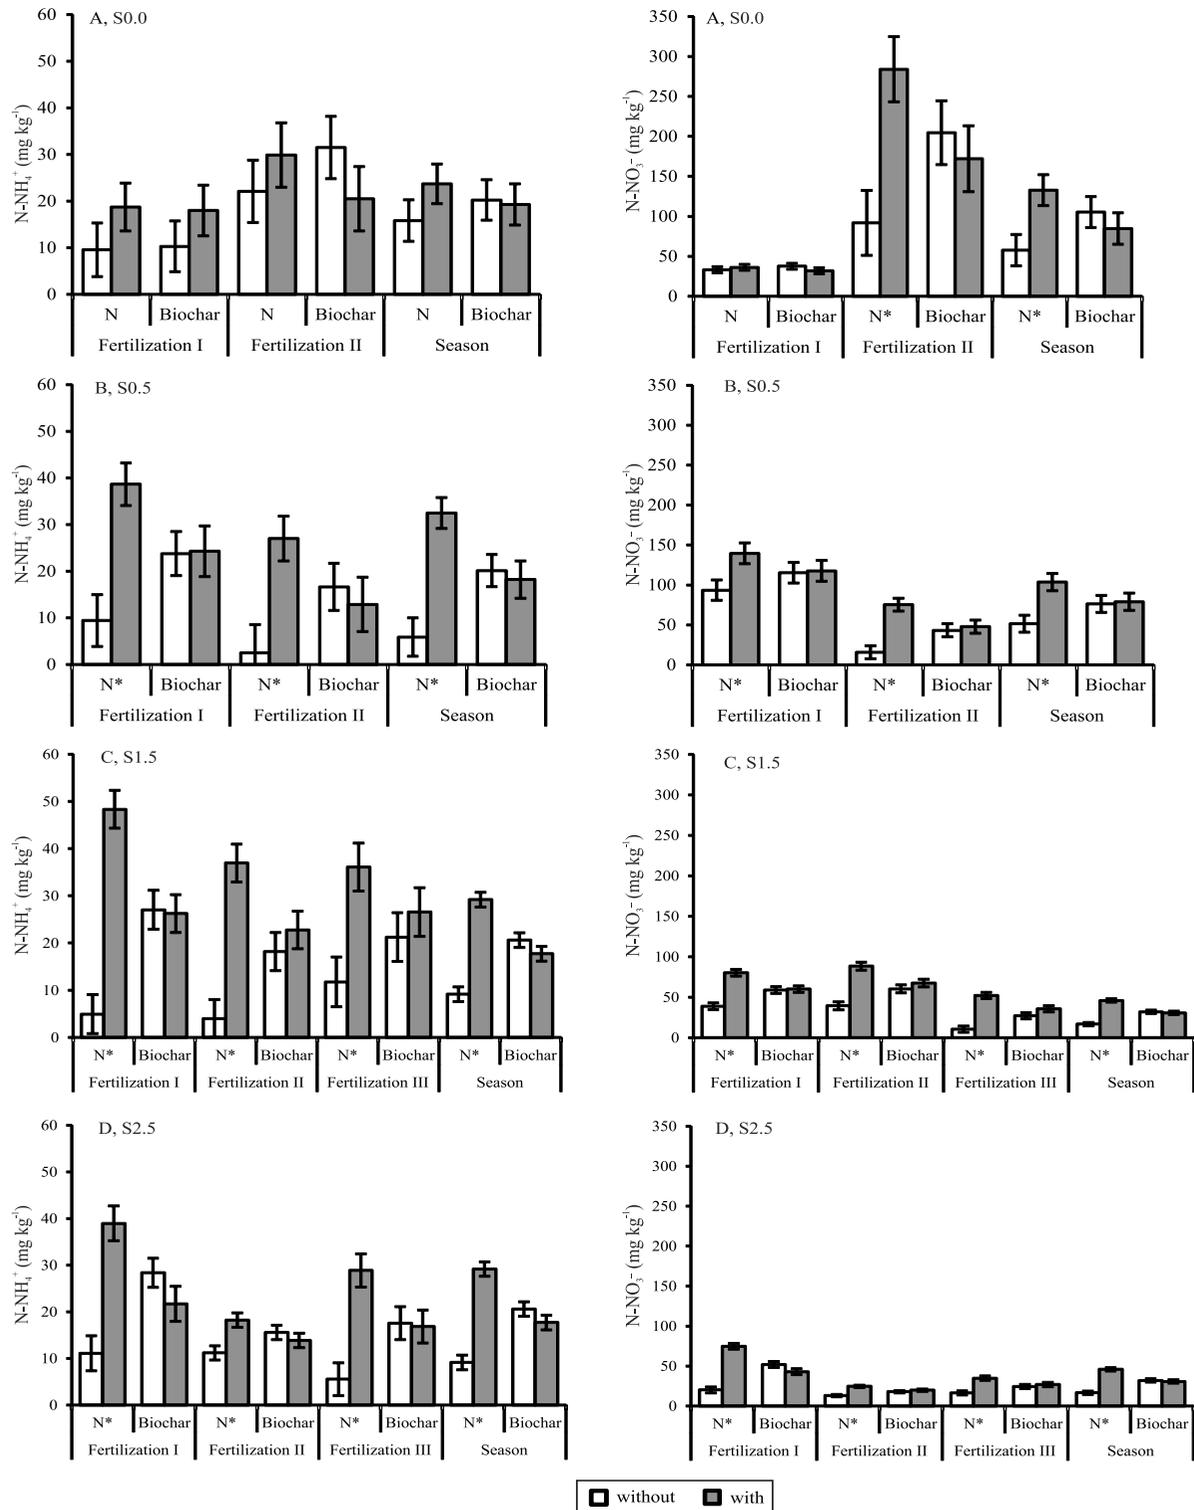 A, S0.0
N-NH₄⁺ (mg kg⁻¹)
60
50
40
30
20
10
0
N Biochar N Biochar N Biochar
Fertilization I Fertilization II Season
A, S0.0
N-NO₃⁻ (mg kg⁻¹)
350
300
250
200
150
100
50
0
N Biochar N* Biochar N* Biochar
Fertilization I Fertilization II Season
B, S0.5
N-NH₄⁺ (mg kg⁻¹)
60
50
40
30
20
10
0
N* Biochar N* Biochar N* Biochar
Fertilization I Fertilization II Season
B, S0.5
N-NO₃⁻ (mg kg⁻¹)
350
300
250
200
150
100
50
0
N* Biochar N* Biochar N* Biochar
Fertilization I Fertilization II Season
C, S1.5
N-NH₄⁺ (mg kg⁻¹)
60
50
40
30
20
10
0
N* Biochar N* Biochar N* Biochar N* Biochar
Fertilization I Fertilization II Fertilization III Season
C, S1.5
N-NO₃⁻ (mg kg⁻¹)
350
300
250
200
150
100
50
0
N* Biochar N* Biochar N* Biochar N* Biochar
Fertilization I Fertilization II Fertilization III Season
D, S2.5
N-NH₄⁺ (mg kg⁻¹)
60
50
40
30
20
10
0
N* Biochar N* Biochar N* Biochar N* Biochar
Fertilization I Fertilization II Fertilization III Season
D, S2.5
N-NO₃⁻ (mg kg⁻¹)
350
300
250
200
150
100
50
0
N* Biochar N* Biochar N* Biochar N* Biochar
Fertilization I Fertilization II Fertilization III Season
without with